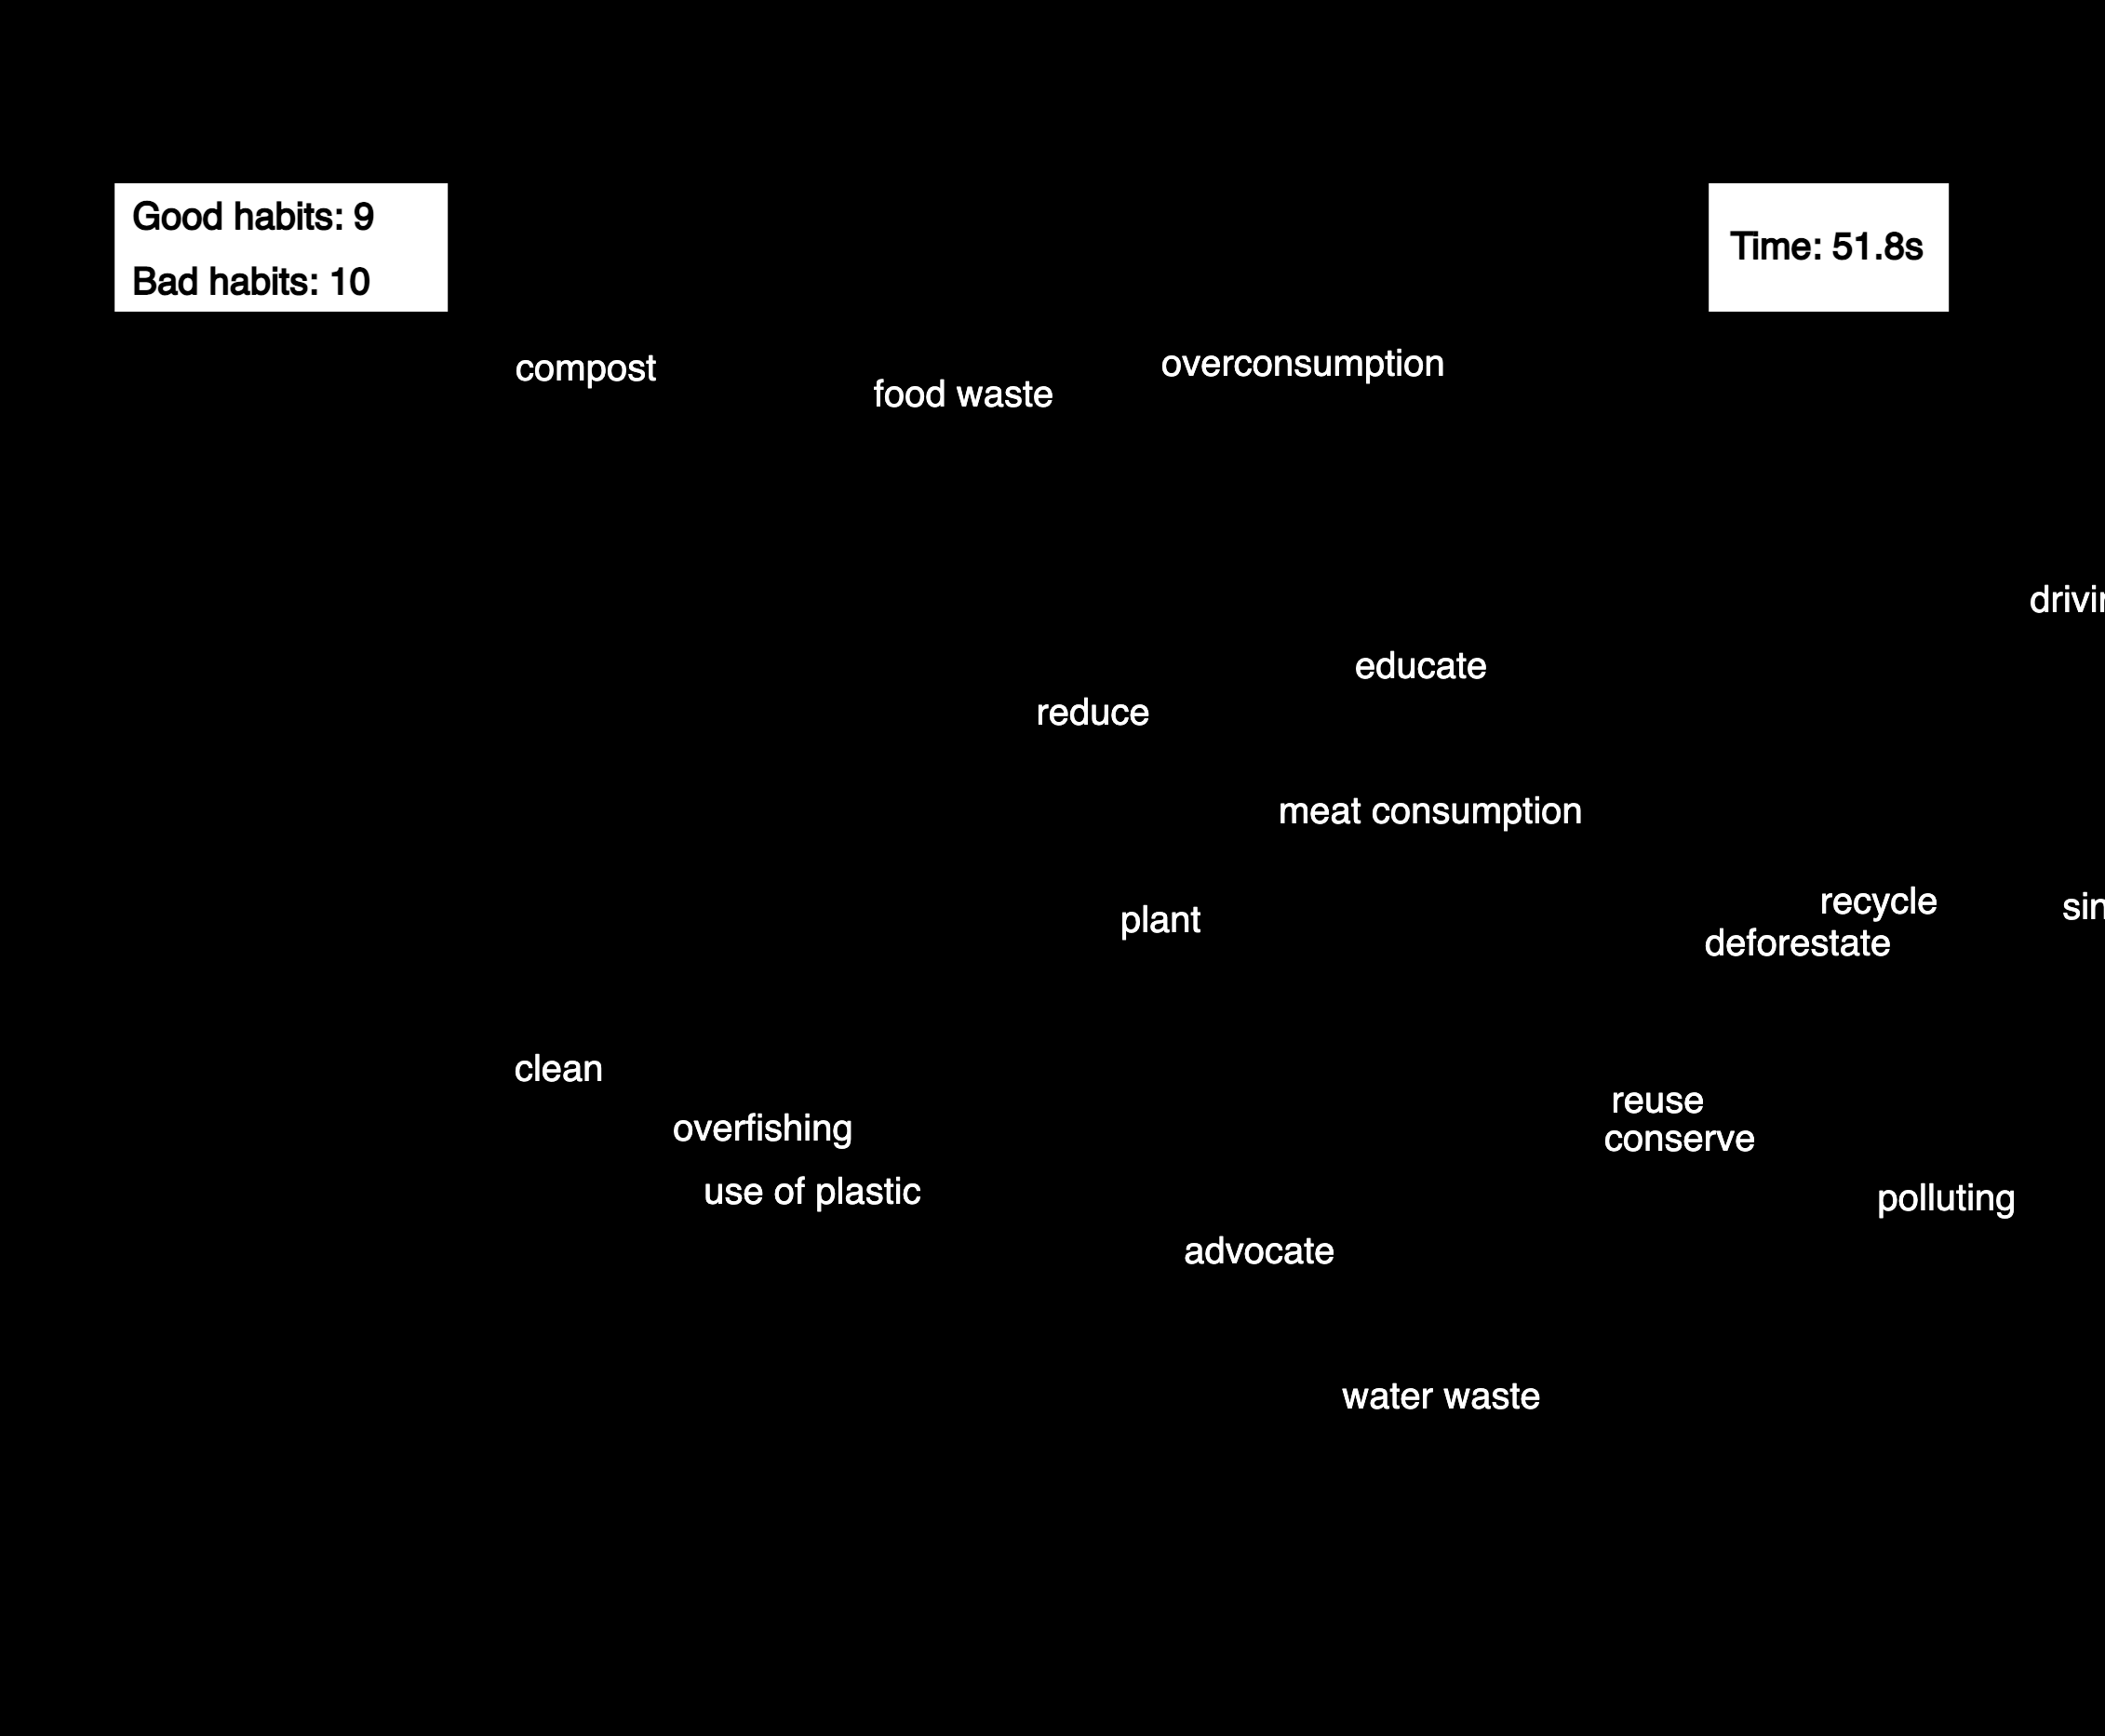 Good habits: 9
Bad habits: 10
Time: 51.8s
compost
overconsumption
food waste
drivin
educate
reduce
meat consumption
recycle
sin
plant
deforestate
clean
reuse
overfishing
conserve
use of plastic
polluting
advocate
water waste